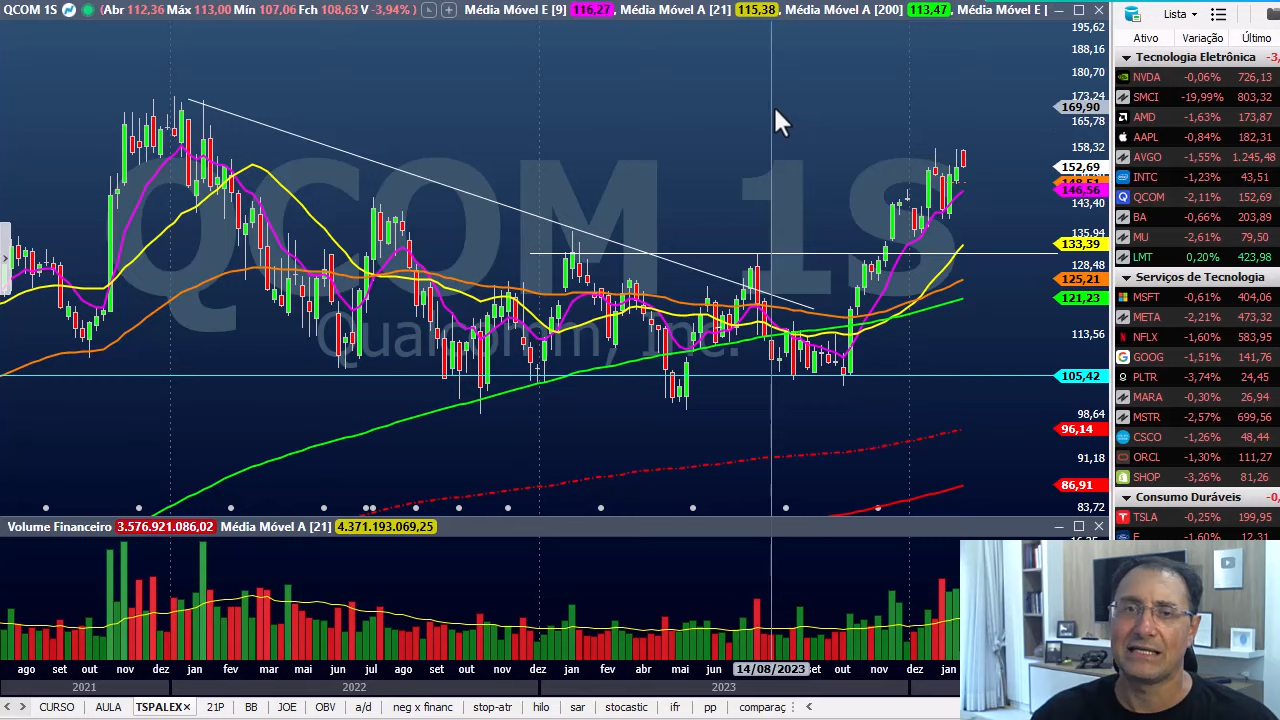 QCOM 1S (Abr 112,36 Máx 113,00 Mín 107,06 Fch 108,63 V -3,94%) Média Móvel E [9] 116,27, Média Móvel A [21] 115,38, Média Móvel A [200] 113,47, Média Móvel E [
QCOM 1S
Qualcomm, Inc.
195,62
188,16
180,70
173,24
169,90
165,78
158,32
152,69
148,51
146,56
143,40
135,94
133,39
128,48
125,21
121,23
113,56
105,42
98,64
96,14
91,18
86,91
83,72
Volume Financeiro 3.576.921.086,02 Média Móvel A [21] 4.371.193.069,25
ago set out nov dez jan fev mar mai jun jul ago set out nov dez jan fev abr mai jun 14/08/2023 set out nov dez jan
2021 2022 2023
CURSO AULA TSPALEX× 21P BB JOE OBV a/d neg x financ stop-atr hilo sar stocastic ifr pp comparaç
Lista
Ativo Variação Último
Tecnologia Eletrônica -3,
NVDA -0,06% 726,13
SMCI -19,99% 803,32
AMD -1,63% 173,87
AAPL -0,84% 182,31
AVGO -1,55% 1.245,48
INTC -1,23% 43,51
QCOM -2,11% 152,69
BA -0,66% 203,89
MU -2,61% 79,50
LMT 0,20% 423,98
Serviços de Tecnologia
MSFT -0,61% 404,06
META -2,21% 473,32
NFLX -1,60% 583,95
GOOG -1,51% 141,76
PLTR -3,74% 24,45
MARA -0,30% 26,94
MSTR -2,57% 699,56
CSCO -1,26% 48,44
ORCL -1,30% 111,27
SHOP -3,26% 81,26
Consumo Duráveis -0,
TSLA -0,25% 199,95
F -1,60% 12,31